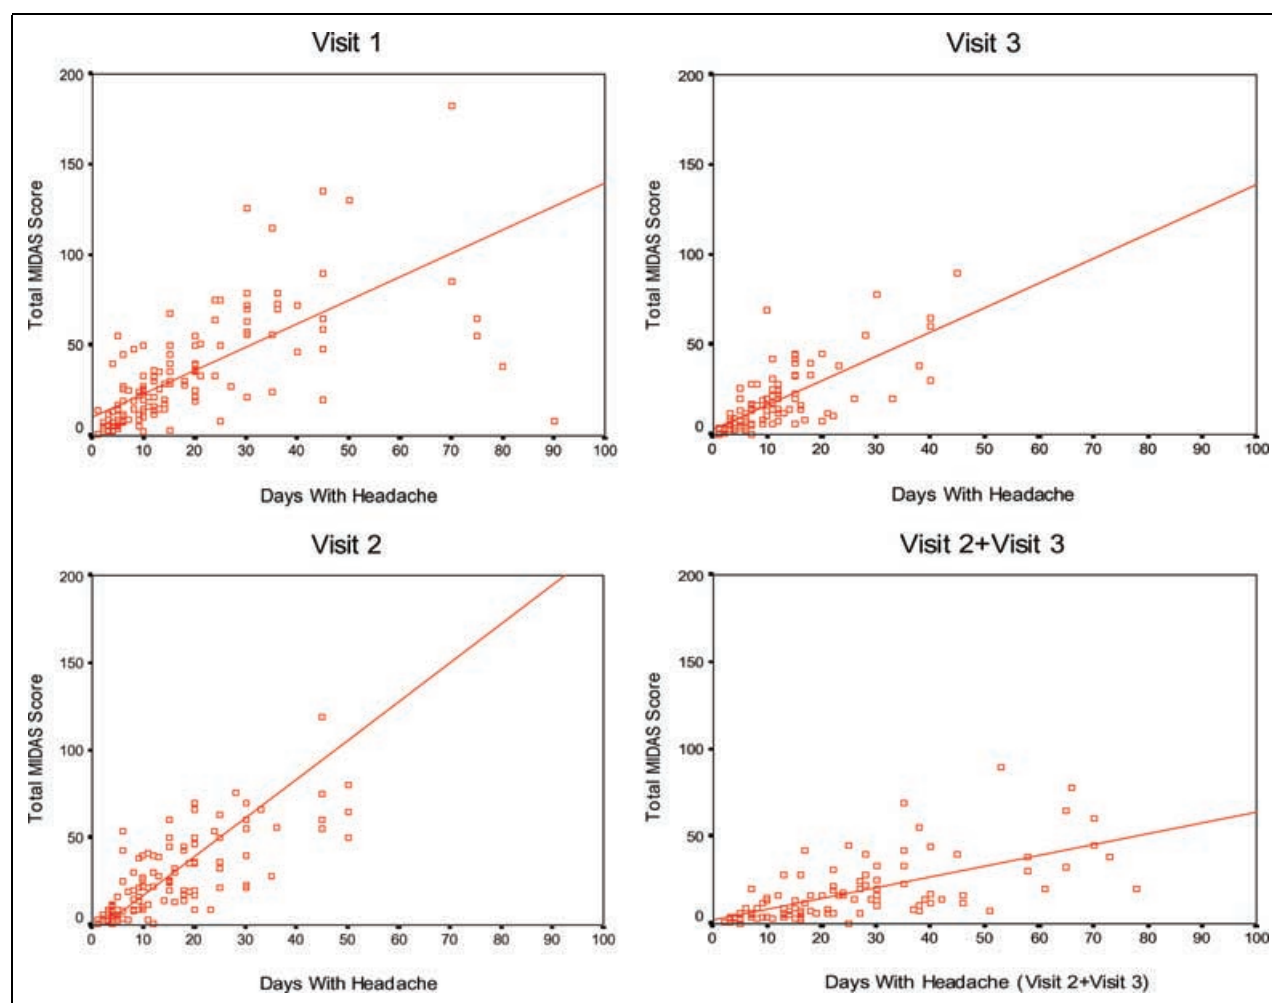 Visit 1
200
150
100
50
0
Total MIDAS Score
0 10 20 30 40 50 60 70 80 90 100
Days With Headache
Visit 3
200
150
100
50
0
Total MIDAS Score
0 10 20 30 40 50 60 70 80 90 100
Days With Headache
Visit 2
200
150
100
50
0
Total MIDAS Score
0 10 20 30 40 50 60 70 80 90 100
Days With Headache
Visit 2+Visit 3
200
150
100
50
0
Total MIDAS Score
0 10 20 30 40 50 60 70 80 90 100
Days With Headache (Visit 2+Visit 3)